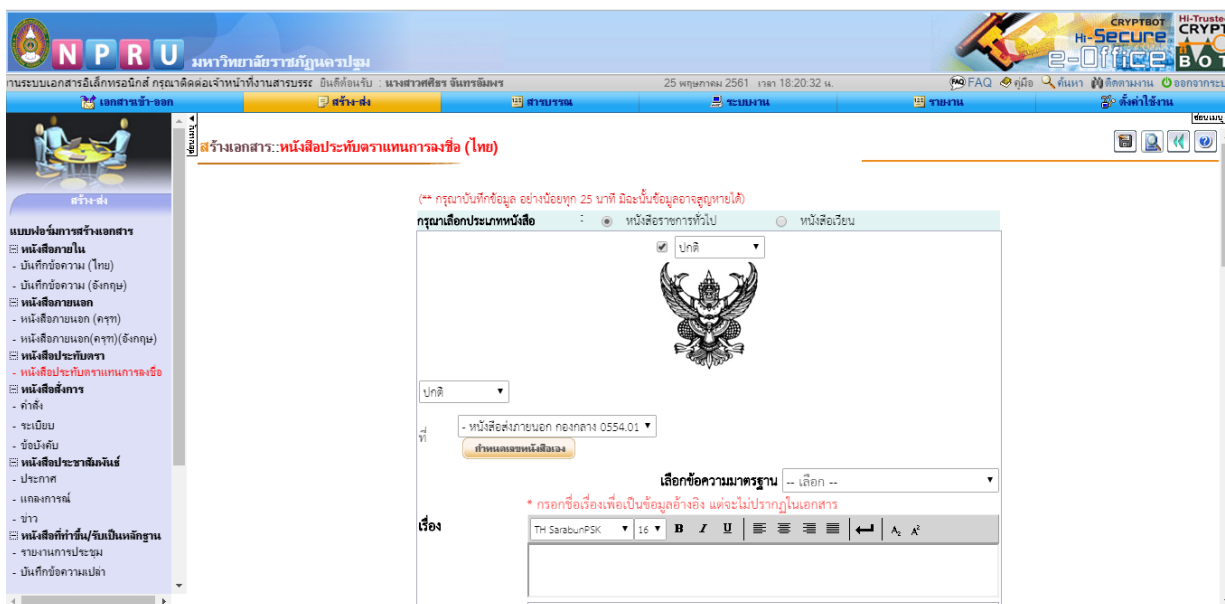 N P R U มหาวิทยาลัยราชภัฏนครปฐม
CRYPTBOT
Hi-Secure
e-Office
Hi-Truste
CRYPT
BOT
านระบบเอกสารอิเล็กทรอนิกส์ กรุณาติดต่อเจ้าหน้าที่งานสารบรรณ ยินดีต้อนรับ : นางสาวศศิธร จันทรอัมพร 25 พฤษภาคม 2561 เวลา 18:20:32 น. FAQ FAQ คู่มือ ค้นหา ติดตามงาน ออกจากระบ
เอกสารเข้า-ออก สร้าง-ส่ง สารบรรณ ระบบงาน รายงาน ตั้งค่าใช้งาน
ซ่อนเมนู
ซ่อนเมนู
สร้างเอกสาร::หนังสือประทับตราแทนการลงชื่อ (ไทย)
สร้าง-ส่ง
แบบฟอร์มการสร้างเอกสาร
หนังสือภายใน
- บันทึกข้อความ (ไทย)
- บันทึกข้อความ (อังกฤษ)
หนังสือภายนอก
- หนังสือภายนอก (ครุฑ)
- หนังสือภายนอก(ครุฑ)(อังกฤษ)
หนังสือประทับตรา
- หนังสือประทับตราแทนการลงชื่อ
หนังสือสั่งการ
- คำสั่ง
- ระเบียบ
- ข้อบังคับ
หนังสือประชาสัมพันธ์
- ประกาศ
- แถลงการณ์
- ข่าว
หนังสือที่ทำขึ้น/รับเป็นหลักฐาน
- รายงานการประชุม
- บันทึกข้อความเปล่า
(** กรุณาบันทึกข้อมูล อย่างน้อยทุก 25 นาที มิฉะนั้นข้อมูลอาจสูญหายได้)
กรุณาเลือกประเภทหนังสือ : หนังสือราชการทั่วไป หนังสือเวียน
ปกติ
ปกติ
ที่ - หนังสือส่งภายนอก กองกลาง 0554.01
กำหนดเลขหนังสือเอง
เลือกข้อความมาตรฐาน -- เลือก --
* กรอกชื่อเรื่องเพื่อเป็นข้อมูลอ้างอิง แต่จะไม่ปรากฏในเอกสาร
เรื่อง TH SarabunPSK 16 B I U A2 A2